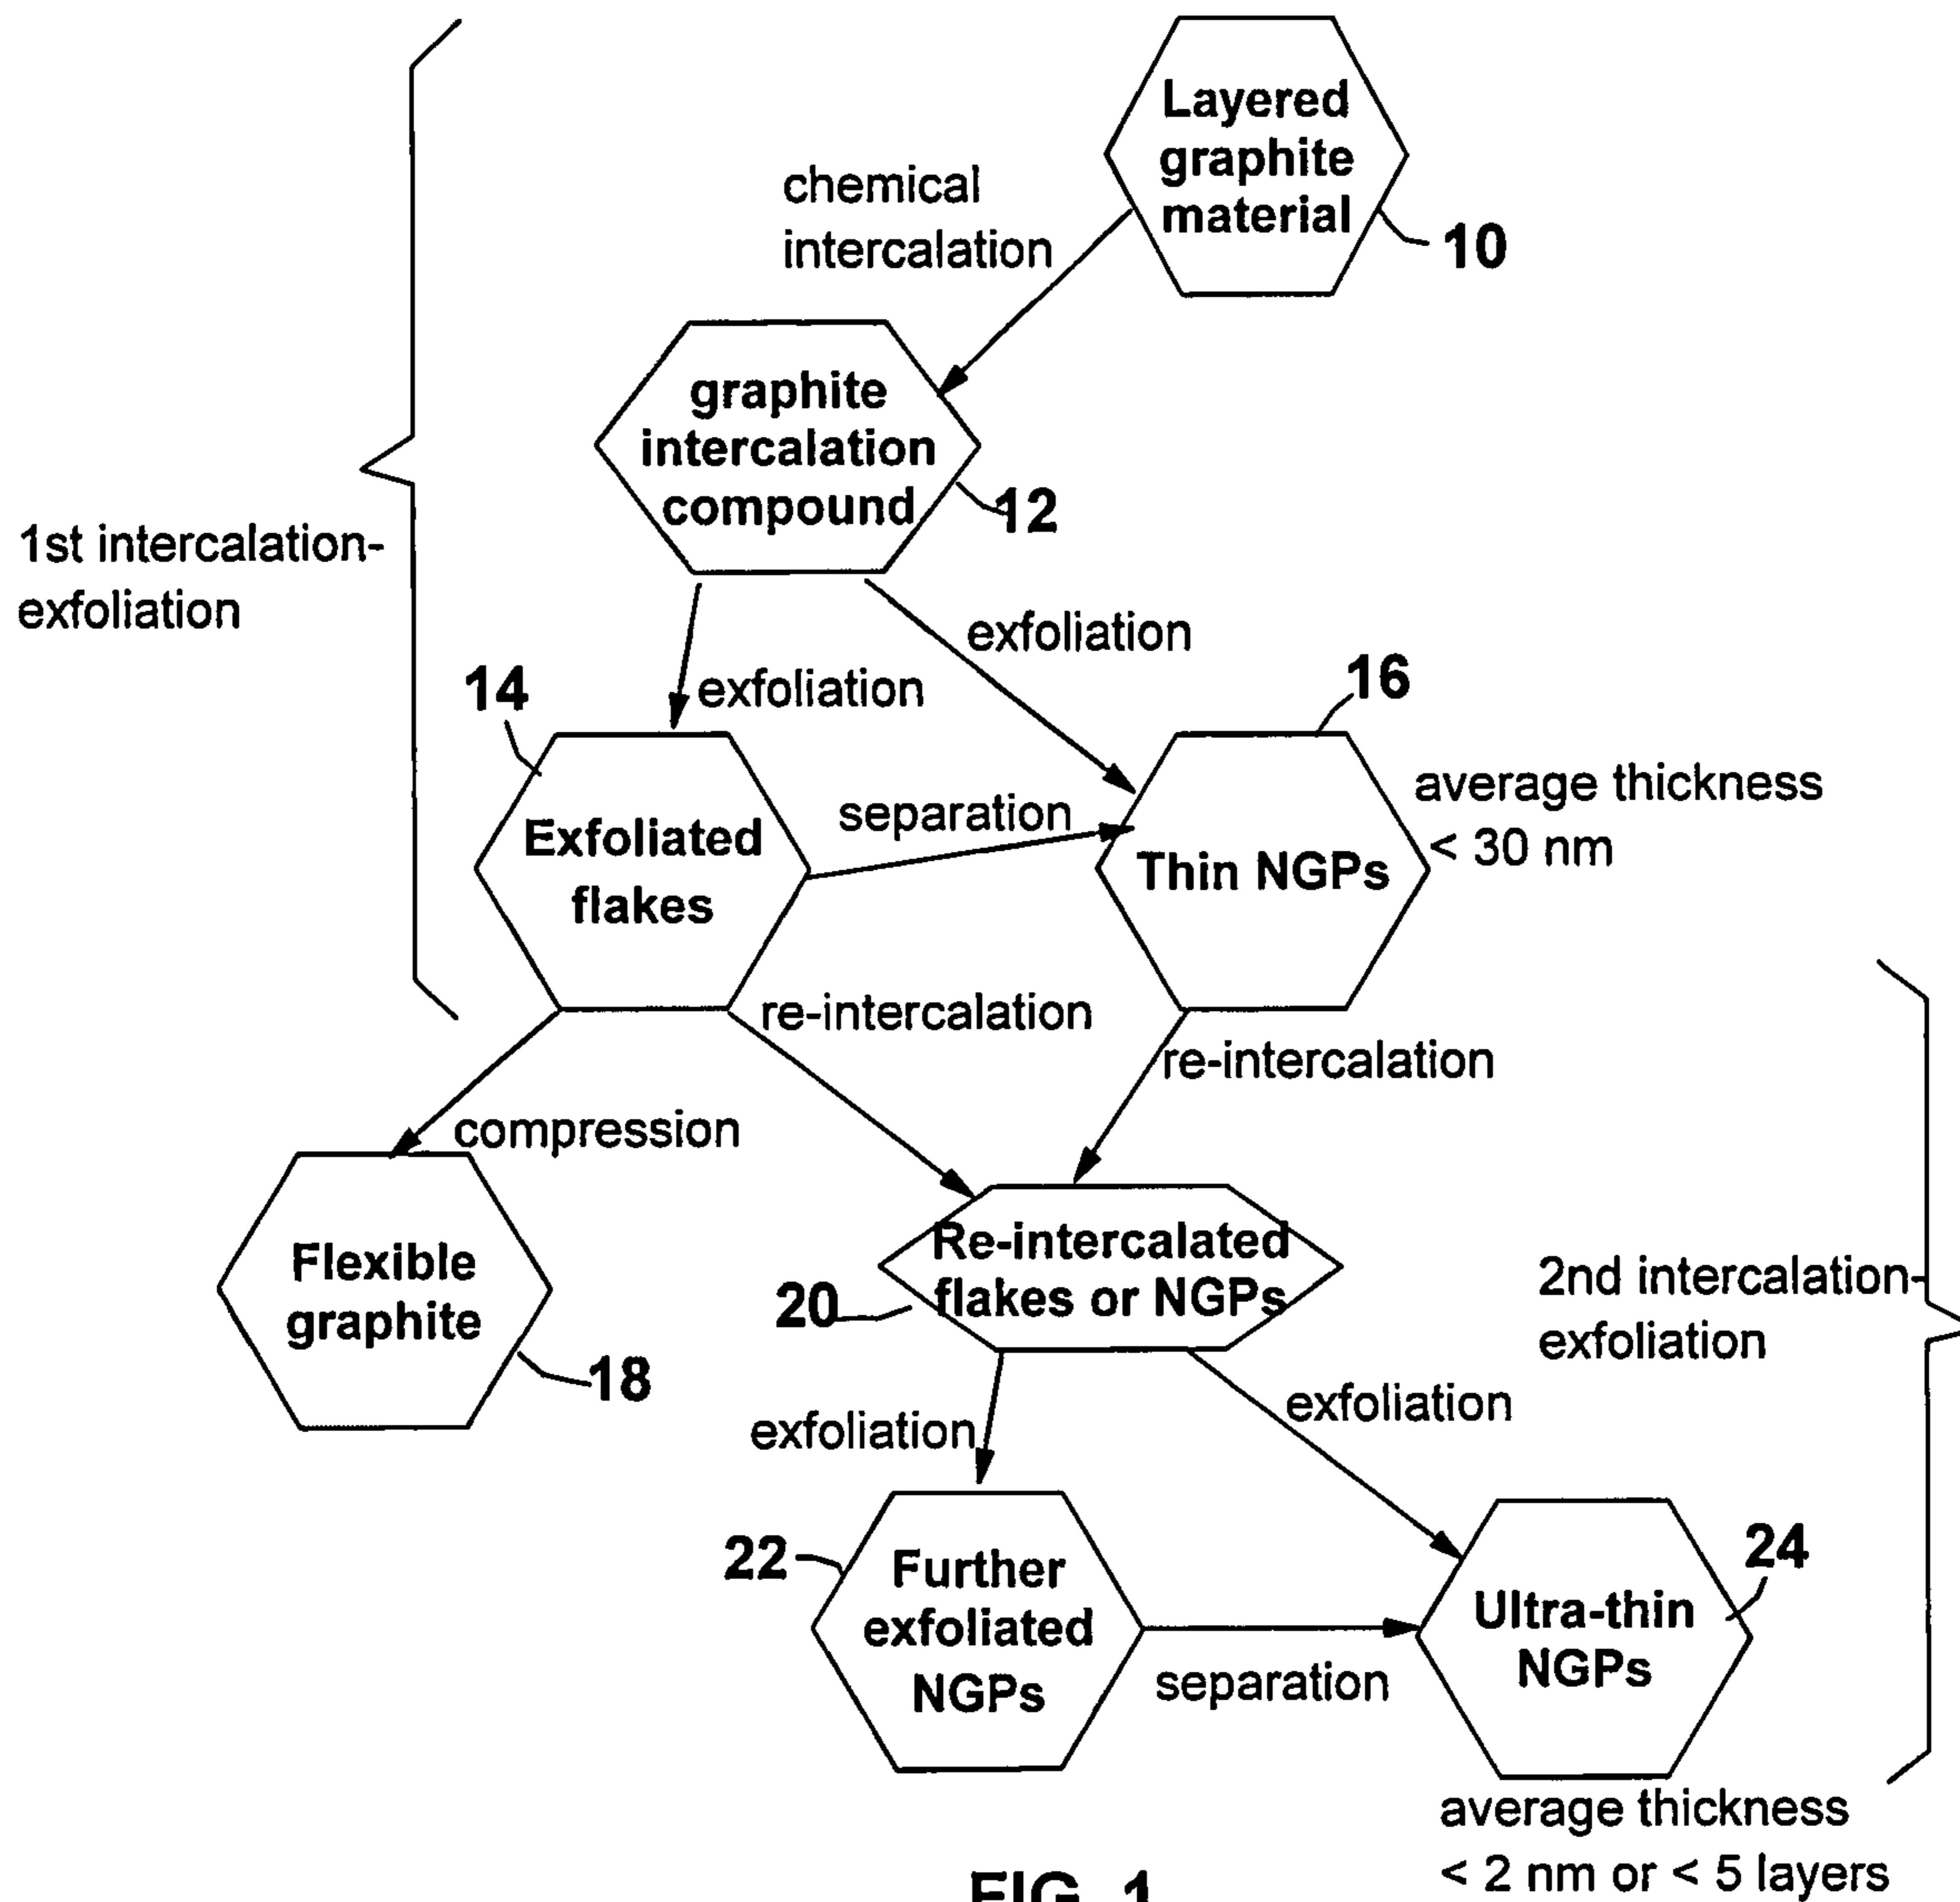 Layered
graphite
material
10
chemical
intercalation
graphite
intercalation
compound
12
1st intercalation-
exfoliation
exfoliation
exfoliation
14
16
Exfoliated
flakes
separation
Thin NGPs
average thickness
< 30 nm
re-intercalation
re-intercalation
compression
Flexible
graphite
18
Re-intercalated
flakes or NGPs
20
2nd intercalation-
exfoliation
exfoliation
exfoliation
22
Further
exfoliated
NGPs
separation
24
Ultra-thin
NGPs
average thickness
< 2 nm or < 5 layers
FIG. 1